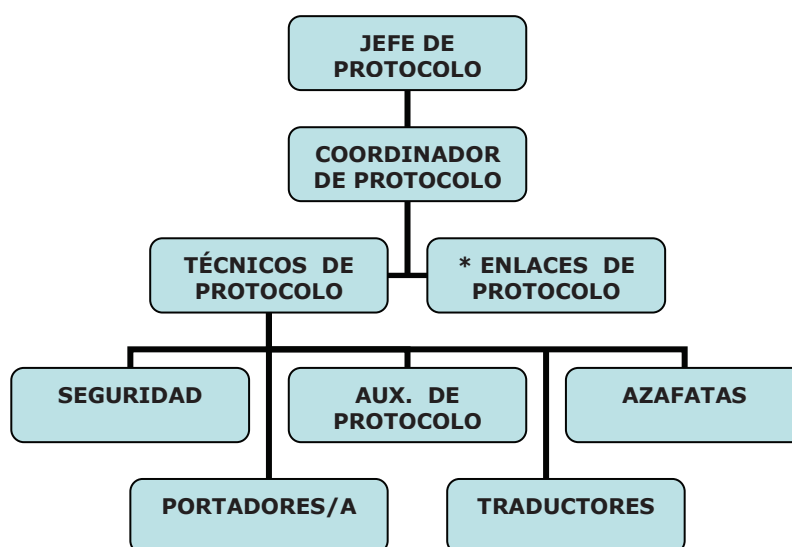 JEFE DE
PROTOCOLO
COORDINADOR
DE PROTOCOLO
TÉCNICOS DE
PROTOCOLO
* ENLACES DE
PROTOCOLO
SEGURIDAD
AUX. DE
PROTOCOLO
AZAFATAS
PORTADORES/A
TRADUCTORES